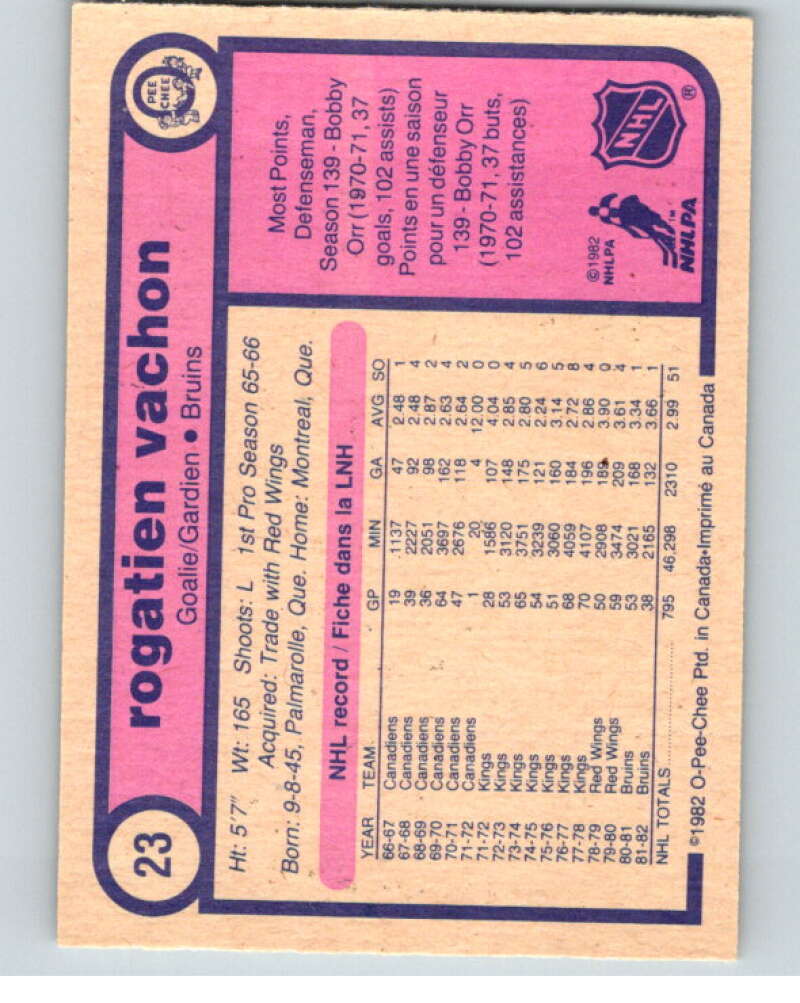 23
rogatien vachon
Goalie/Gardien • Bruins
PEE
CHEE
Ht: 5'7" Wt: 165 Shoots: L 1st Pro Season 65-66
Acquired: Trade with Red Wings
Born: 9-8-45, Palmarolle, Que. Home: Montreal, Que.
NHL record / Fiche dans la LNH
YEAR TEAM GP MIN GA AVG SO
66-67 Canadiens 19 1137 47 2.48 1
67-68 Canadiens 39 2227 92 2.48 4
68-69 Canadiens 36 2051 98 2.87 2
69-70 Canadiens 64 3697 162 2.63 4
70-71 Canadiens 47 2676 118 2.64 2
71-72 Canadiens 1 20 4 12.00 0
71-72 Kings 28 1586 107 4.04 0
72-73 Kings 53 3120 148 2.85 4
73-74 Kings 65 3751 175 2.80 5
74-75 Kings 54 3239 121 2.24 6
75-76 Kings 51 3060 160 3.14 5
76-77 Kings 68 4059 184 2.72 8
77-78 Kings 70 4107 196 2.86 4
78-79 Red Wings 50 2908 189 3.90 0
79-80 Red Wings 59 3474 209 3.61 4
80-81 Bruins 53 3021 168 3.34 1
81-82 Bruins 38 2165 132 3.66 1
NHL TOTALS 795 46,298 2310 2.99 51
©1982 O-Pee-Chee Ptd. in Canada•Imprimé au Canada
Most Points,
Defenseman,
Season 139 - Bobby
Orr (1970-71, 37
goals, 102 assists)
Points en une saison
pour un défenseur
139 - Bobby Orr
(1970-71, 37 buts,
102 assistances)
©1982
NHLPA
NHLPA™
NHL®